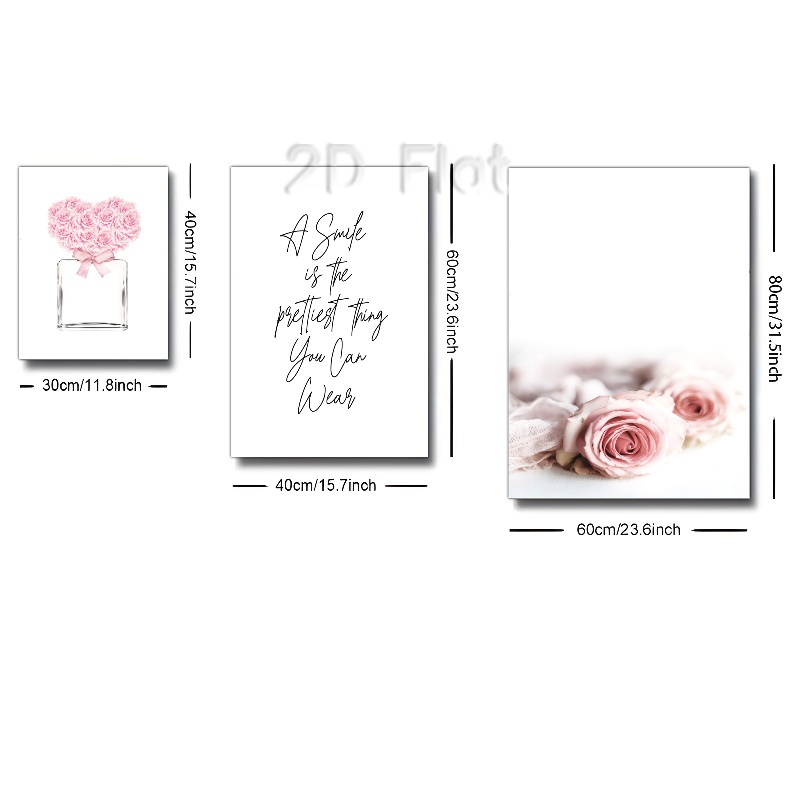 2D Flat
40cm/15.7inch
30cm/11.8inch
A Smile
is the
prettiest thing
You Can
Wear
60cm/23.6inch
40cm/15.7inch
80cm/31.5inch
60cm/23.6inch